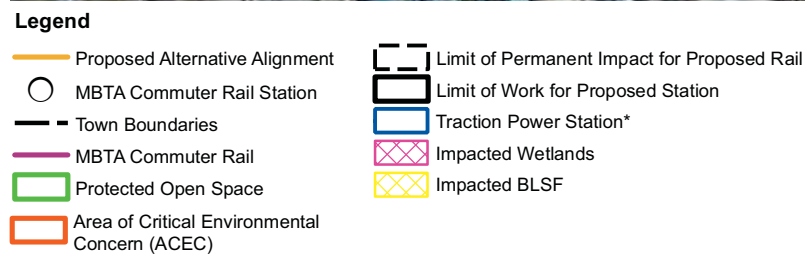 Legend
Proposed Alternative Alignment
MBTA Commuter Rail Station
Town Boundaries
MBTA Commuter Rail
Protected Open Space
Area of Critical Environmental
Concern (ACEC)
Limit of Permanent Impact for Proposed Rail
Limit of Work for Proposed Station
Traction Power Station*
Impacted Wetlands
Impacted BLSF